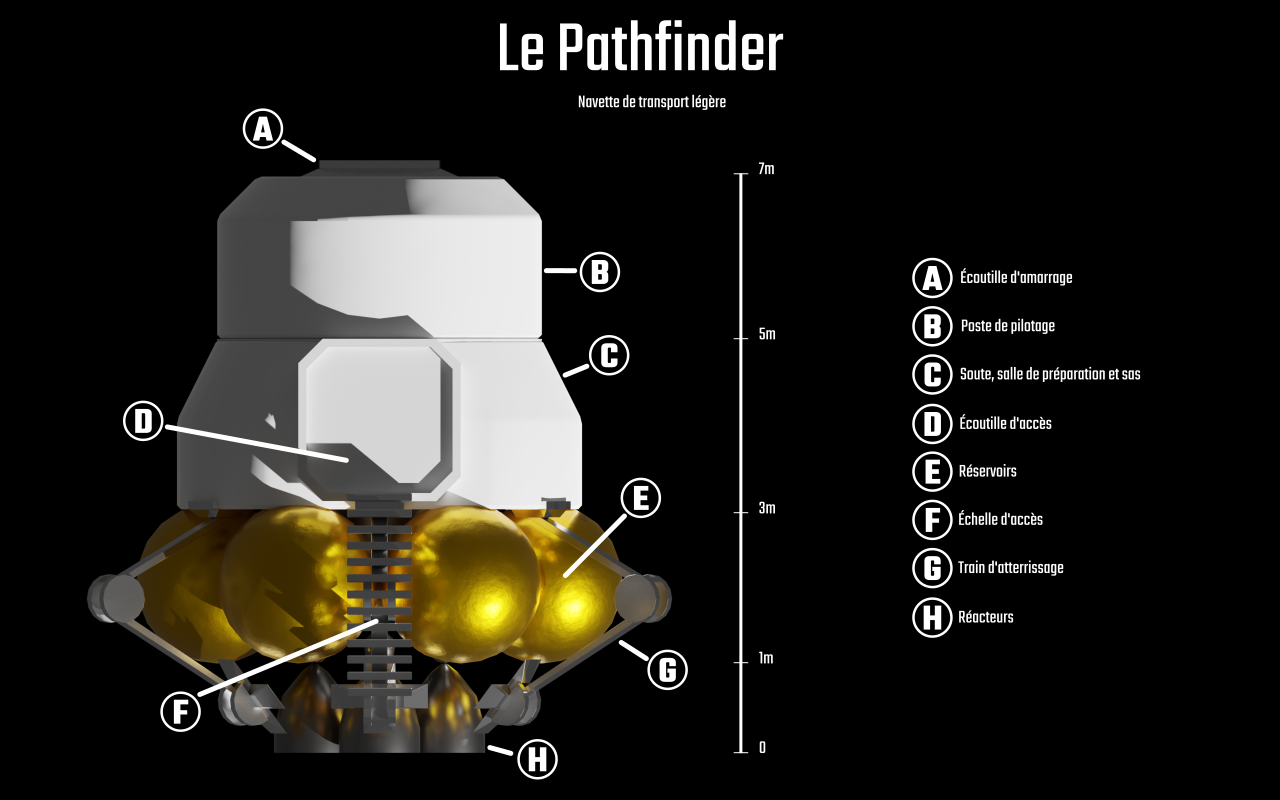 Le Pathfinder
Navette de transport légère
A
B
C
D
E
F
G
H
7m
5m
3m
1m
0
A Écoutille d'amarrage
B Poste de pilotage
C Soute, salle de préparation et sas
D Écoutille d'accès
E Réservoirs
F Échelle d'accès
G Train d'atterrissage
H Réacteurs